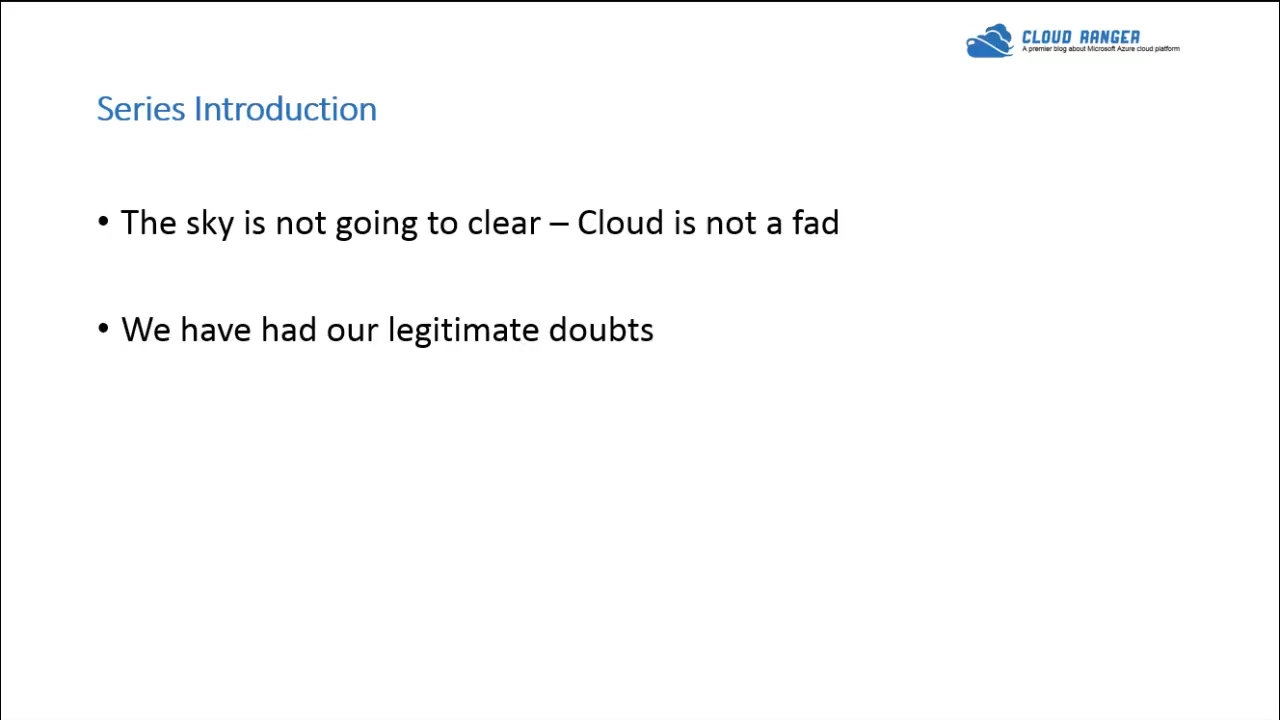 CLOUD RANGER
A premier blog about Microsoft Azure cloud platform
Series Introduction
• The sky is not going to clear – Cloud is not a fad
• We have had our legitimate doubts